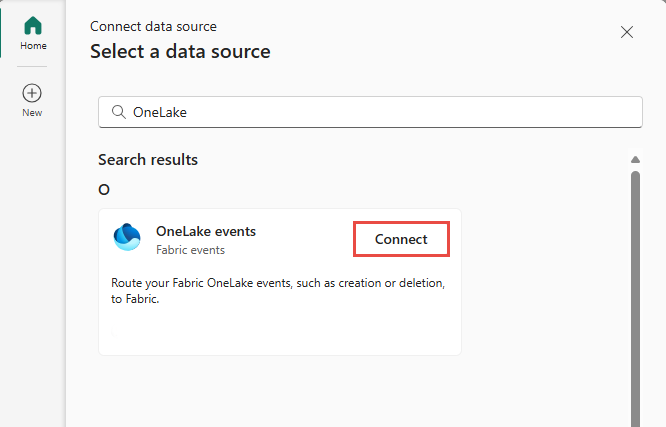 Connect data source
Select a data source
Home
New
OneLake
Search results
O
OneLake events
Fabric events
Connect
Route your Fabric OneLake events, such as creation or deletion,
to Fabric.